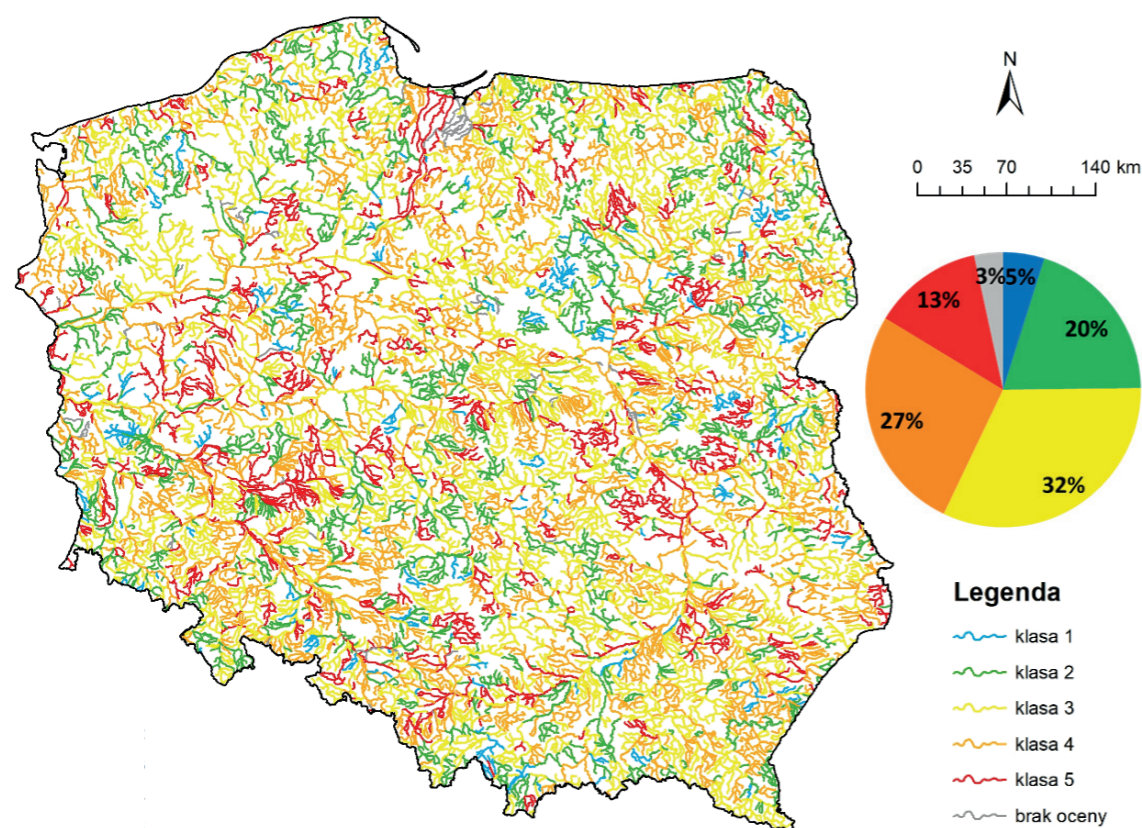 N
0 35 70 140 km
3% 5%
13%
20%
27%
32%
Legenda
klasa 1
klasa 2
klasa 3
klasa 4
klasa 5
brak oceny